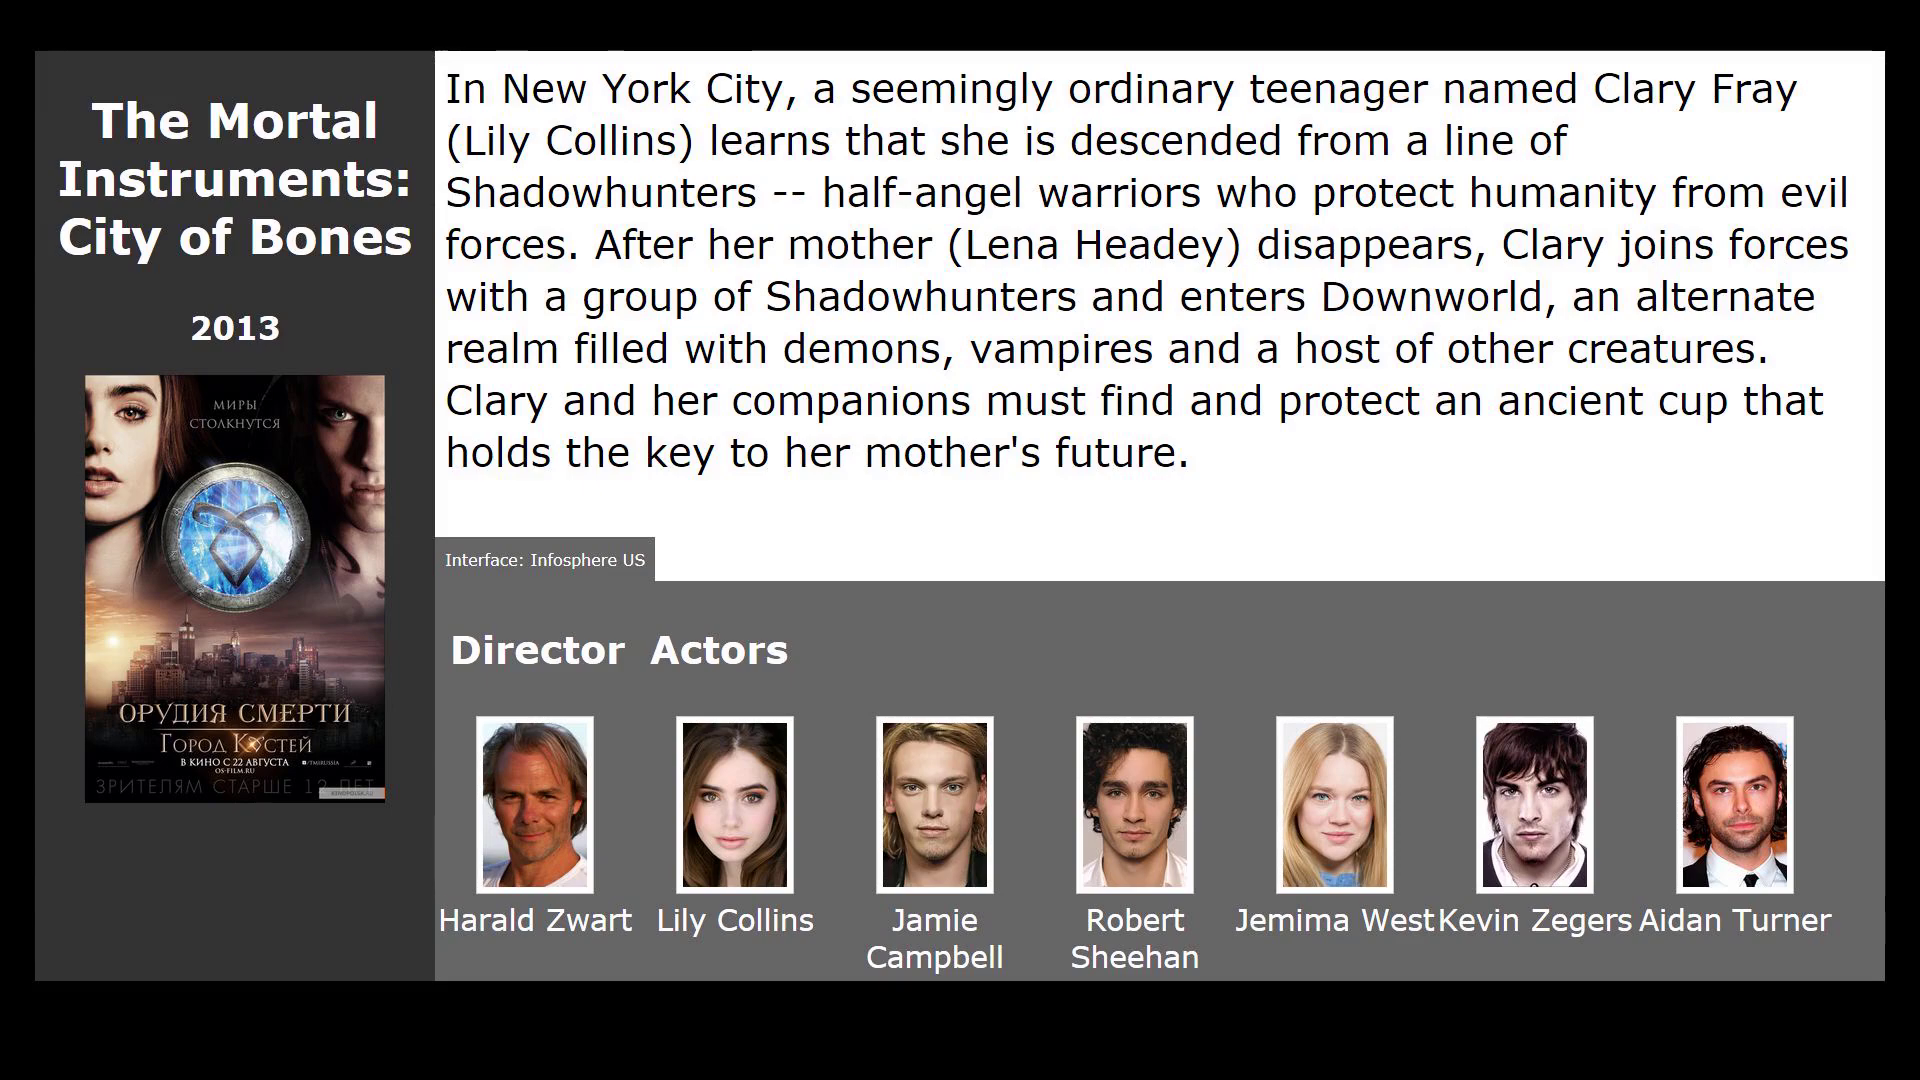 The Mortal
Instruments:
City of Bones
2013
МИРЫ
СТОЛКНУТСЯ
ОРУДИЯ СМЕРТИ
ГОРОД КОСТЕЙ
В КИНО С 22 АВГУСТА
OS-FILM.RU
ЗРИТЕЛЯМ СТАРШЕ 12 ЛЕТ
In New York City, a seemingly ordinary teenager named Clary Fray
(Lily Collins) learns that she is descended from a line of
Shadowhunters -- half-angel warriors who protect humanity from evil
forces. After her mother (Lena Headey) disappears, Clary joins forces
with a group of Shadowhunters and enters Downworld, an alternate
realm filled with demons, vampires and a host of other creatures.
Clary and her companions must find and protect an ancient cup that
holds the key to her mother's future.
Interface: Infosphere US
Director Actors
Harald Zwart
Lily Collins
Jamie
Campbell
Robert
Sheehan
Jemima West
Kevin Zegers
Aidan Turner